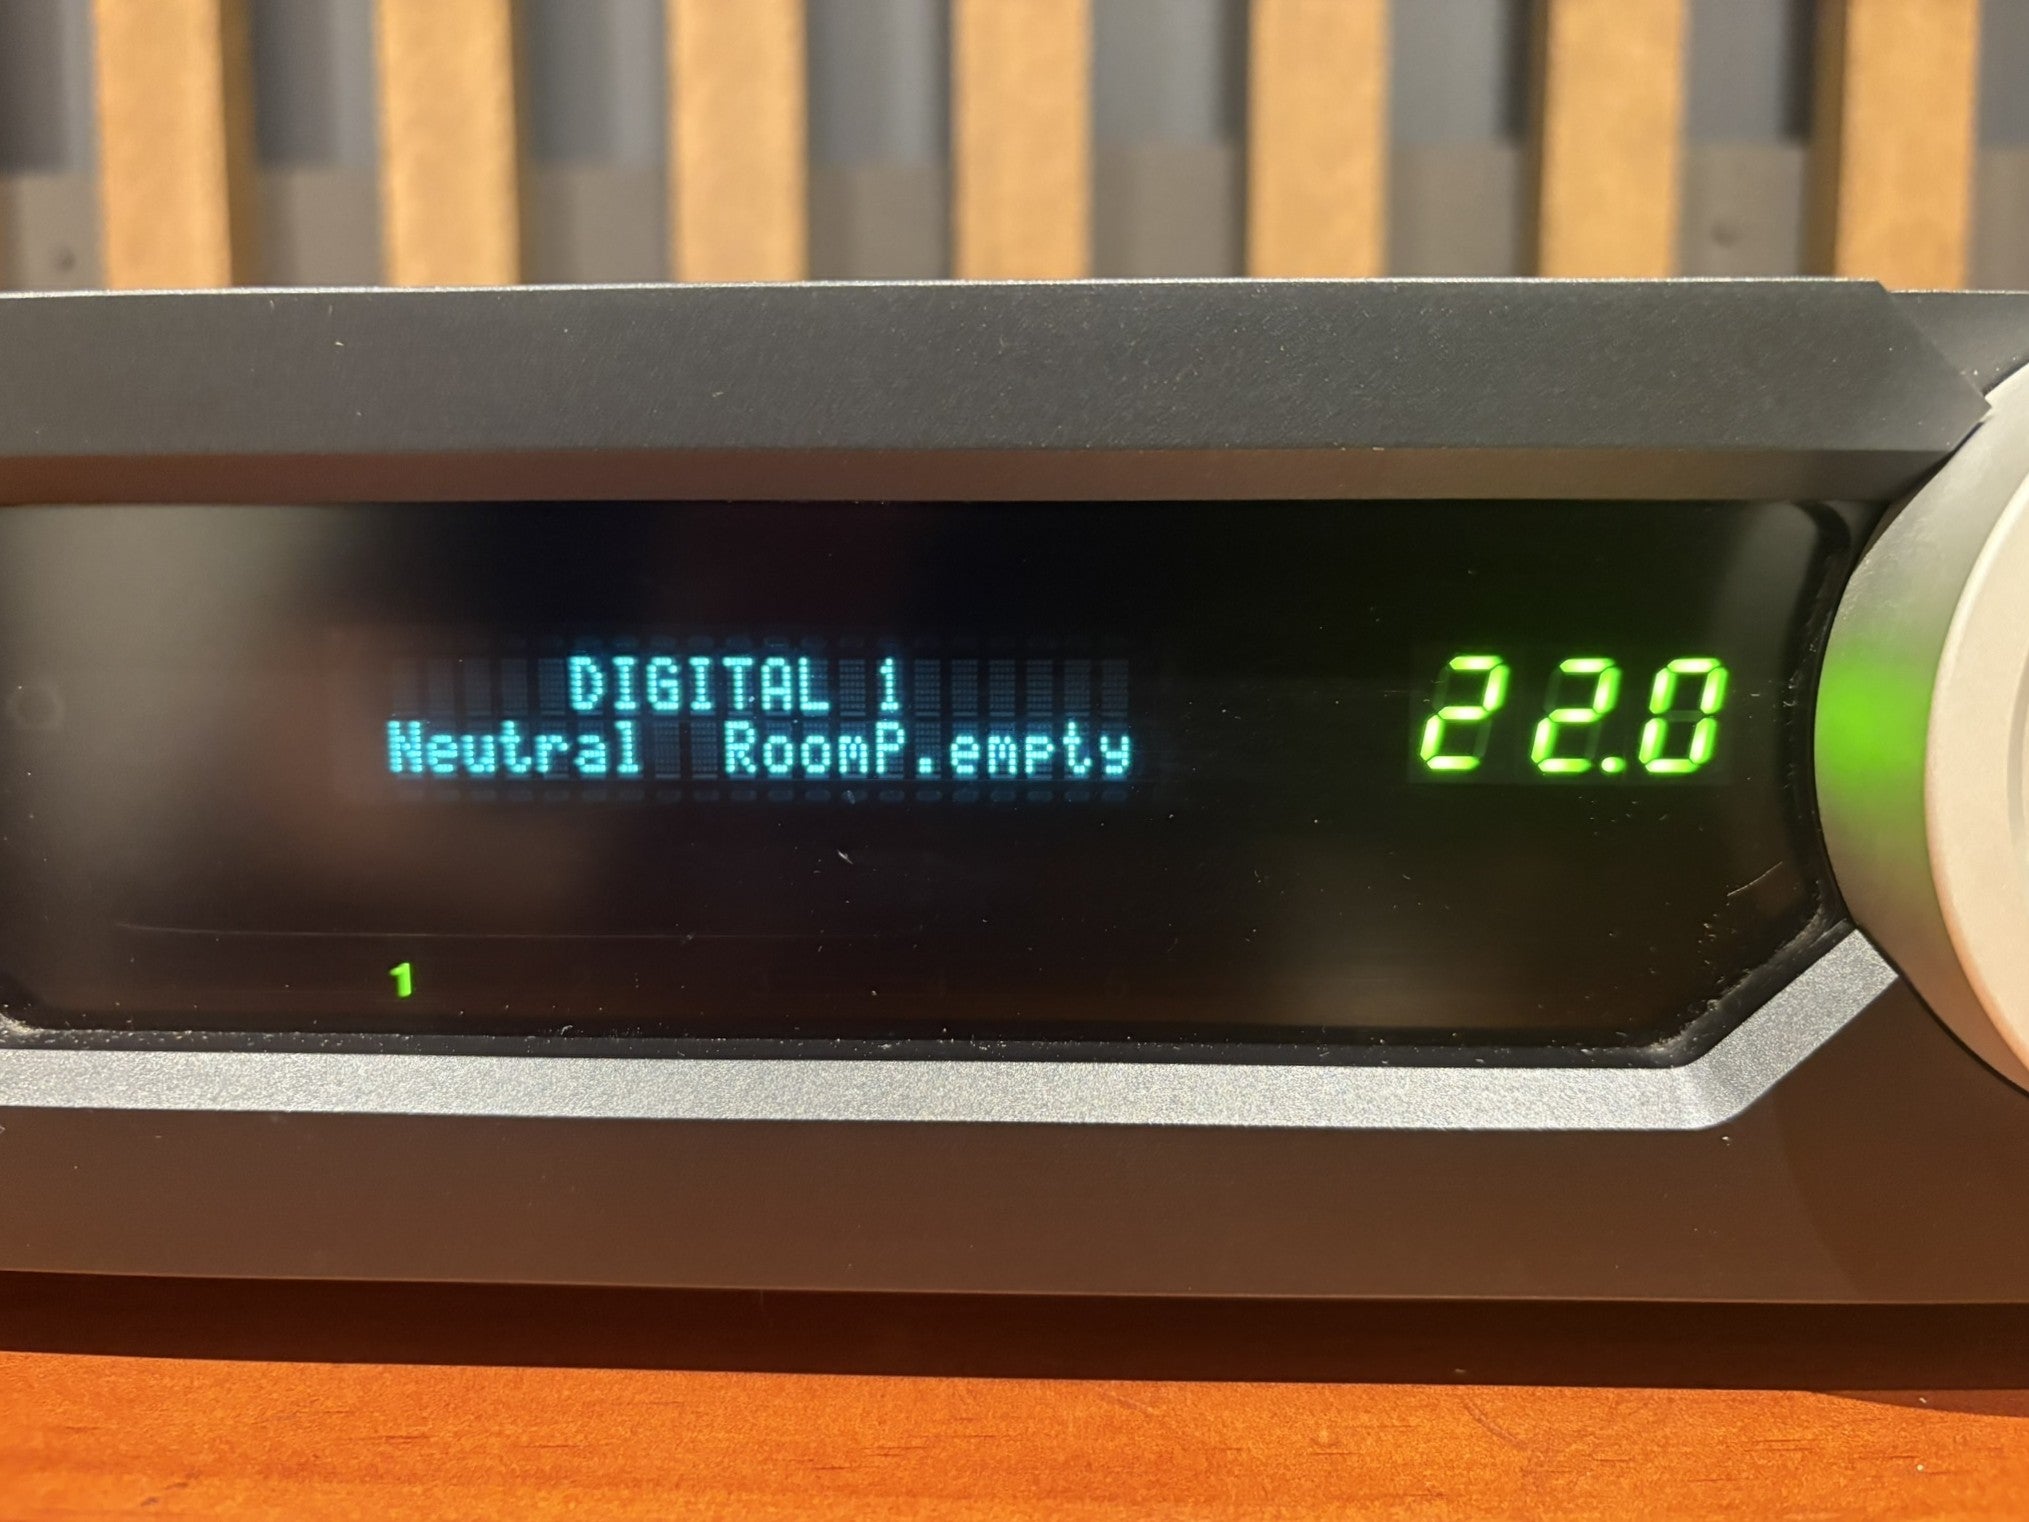 DIGITAL 1
Neutral RoomP.empty
22.0
1